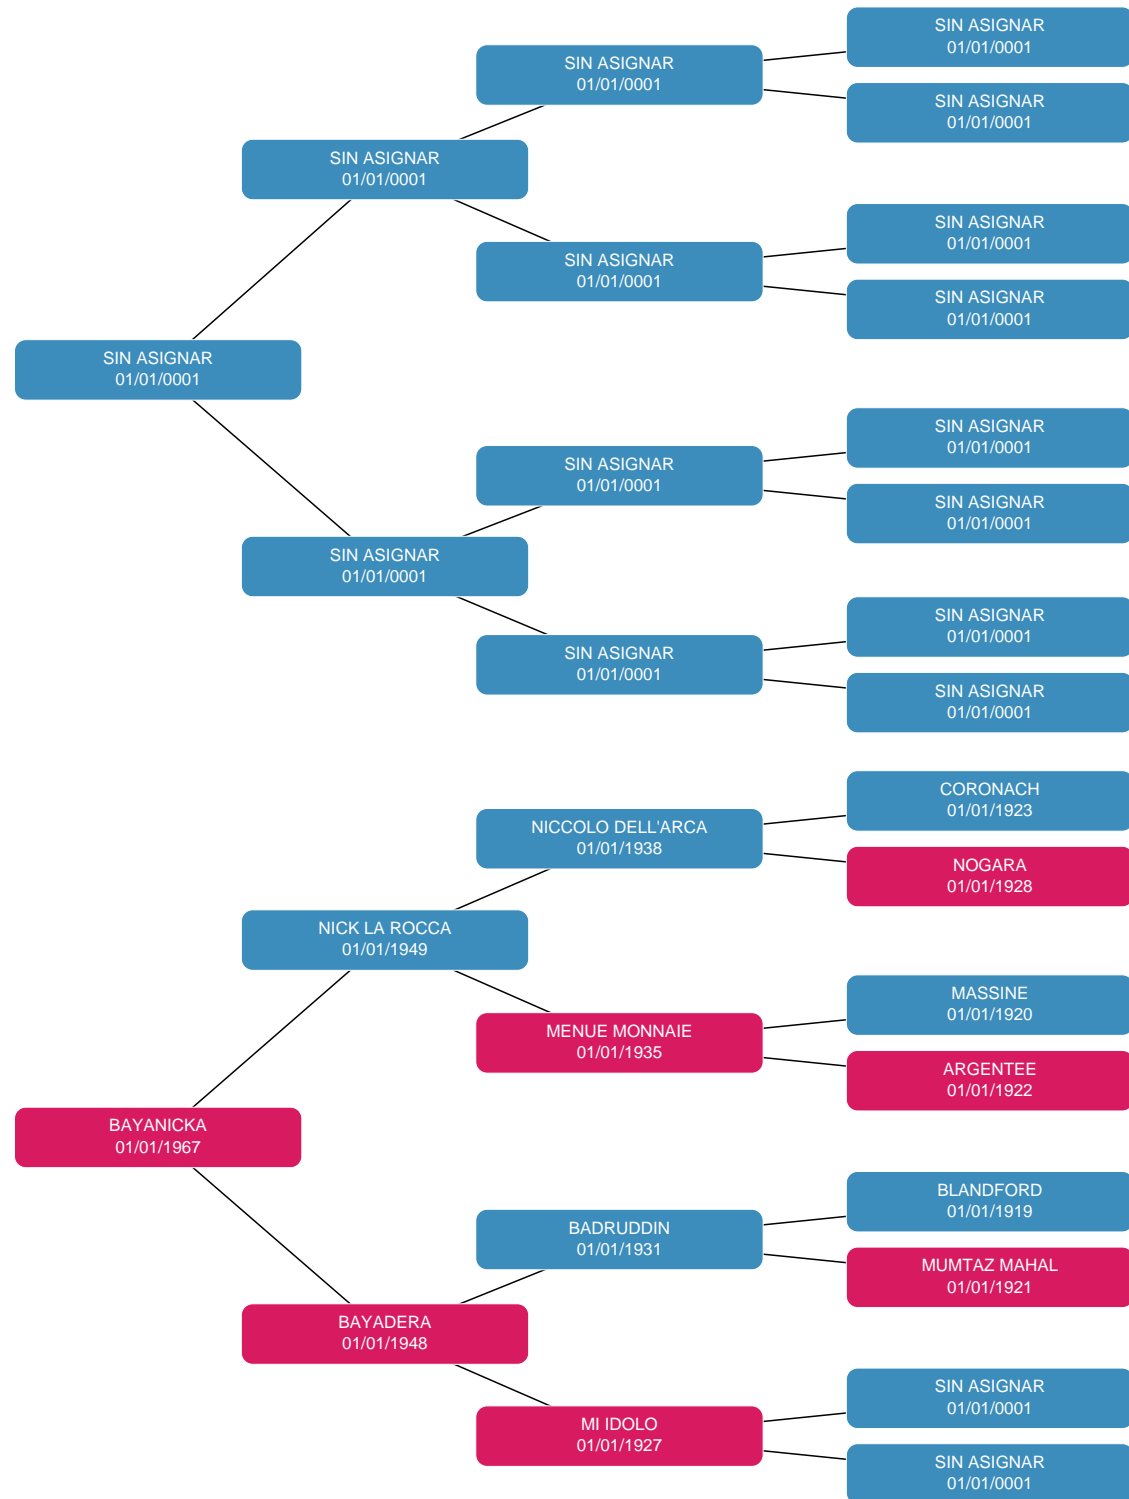 SIN ASIGNAR
01/01/0001
SIN ASIGNAR
01/01/0001
SIN ASIGNAR
01/01/0001
SIN ASIGNAR
01/01/0001
SIN ASIGNAR
01/01/0001
SIN ASIGNAR
01/01/0001
SIN ASIGNAR
01/01/0001
SIN ASIGNAR
01/01/0001
SIN ASIGNAR
01/01/0001
SIN ASIGNAR
01/01/0001
SIN ASIGNAR
01/01/0001
SIN ASIGNAR
01/01/0001
SIN ASIGNAR
01/01/0001
SIN ASIGNAR
01/01/0001
SIN ASIGNAR
01/01/0001
CORONACH
01/01/1923
NICCOLO DELL'ARCA
01/01/1938
NOGARA
01/01/1928
NICK LA ROCCA
01/01/1949
MASSINE
01/01/1920
MENUE MONNAIE
01/01/1935
ARGENTEE
01/01/1922
BAYANICKA
01/01/1967
BLANDFORD
01/01/1919
BADRUDDIN
01/01/1931
MUMTAZ MAHAL
01/01/1921
BAYADERA
01/01/1948
SIN ASIGNAR
01/01/0001
MI IDOLO
01/01/1927
SIN ASIGNAR
01/01/0001